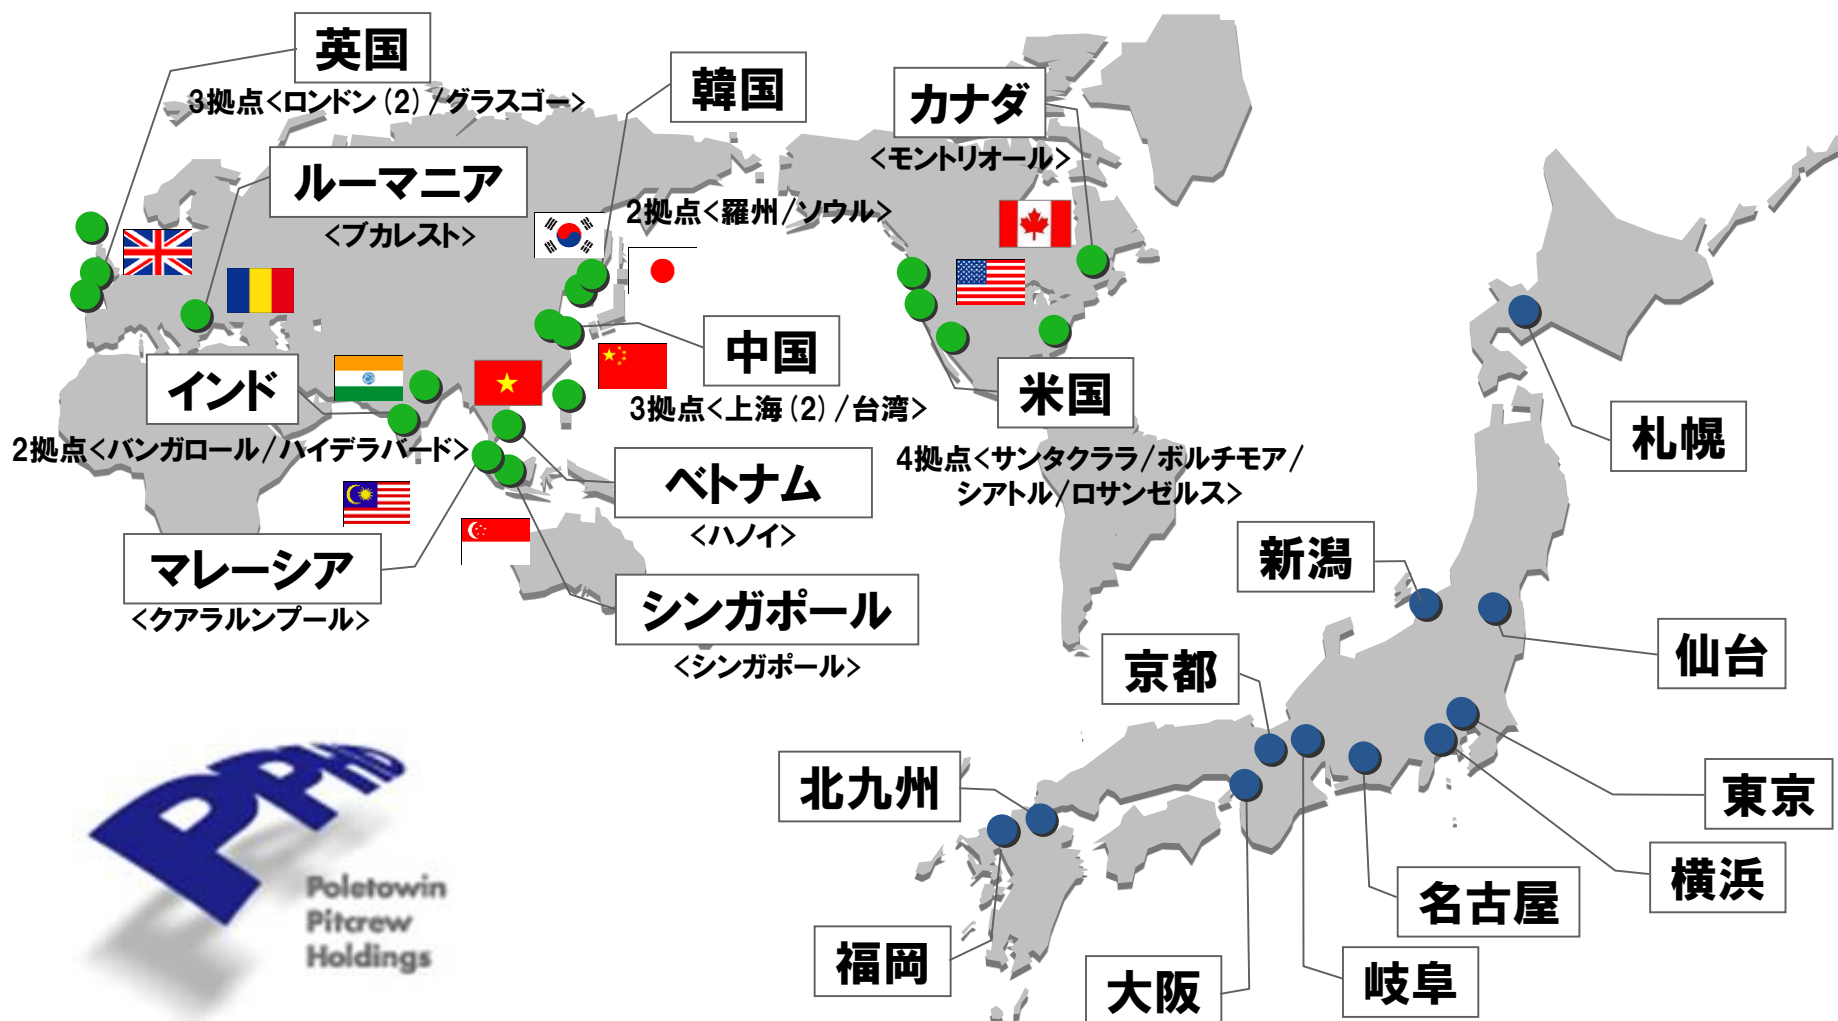 英国
3拠点<ロンドン(2)/グラスゴー>
韓国
2拠点<羅州/ソウル>
カナダ
<モントリオール>
ルーマニア
<ブカレスト>
中国
3拠点<上海(2)/台湾>
インド
2拠点<バンガロール/ハイデラバード>
米国
4拠点<サンタクララ/ボルチモア/
シアトル/ロサンゼルス>
ベトナム
<ハノイ>
マレーシア
<クアラルンプール>
シンガポール
<シンガポール>
札幌
新潟
仙台
京都
北九州
東京
横浜
名古屋
福岡
岐阜
大阪
PPHD
Poletowin
Pitcrew
Holdings